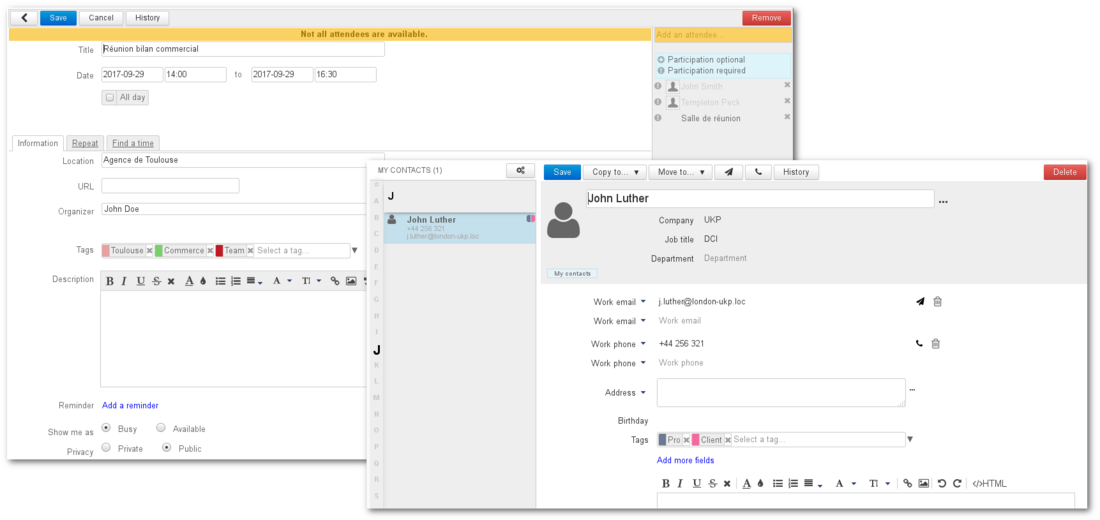 Save Cancel History Remove
Not all attendees are available.
Add an attendee...
Title Réunion bilan commercial
Participation optional
Participation required
Date 2017-09-29 14:00 to 2017-09-29 16:30
John Smith
All day
Templeton Peck
Salle de réunion
Information Repeat Find a time
Location Agence de Toulouse
URL
Organizer John Doe
Tags Toulouse Commerce Team Select a tag...
Description
B I U S A A T
Reminder Add a reminder
Show me as Busy Available
Privacy Private Public
MY CONTACTS (1)
Save Copy to... Move to... History Delete
A
B
C
D
E
F
G
H
I
J
K
L
M
N
O
P
Q
R
S
J
John Luther
+44 256 321
j.luther@london-ukp.loc
John Luther ...
Company UKP
Job title DCI
Department Department
My contacts
Work email j.luther@london-ukp.loc
Work email Work email
Work phone +44 256 321
Work phone Work phone
Address ...
Birthday
Tags Pro Client Select a tag...
Add more fields
B I U S A A T </>HTML